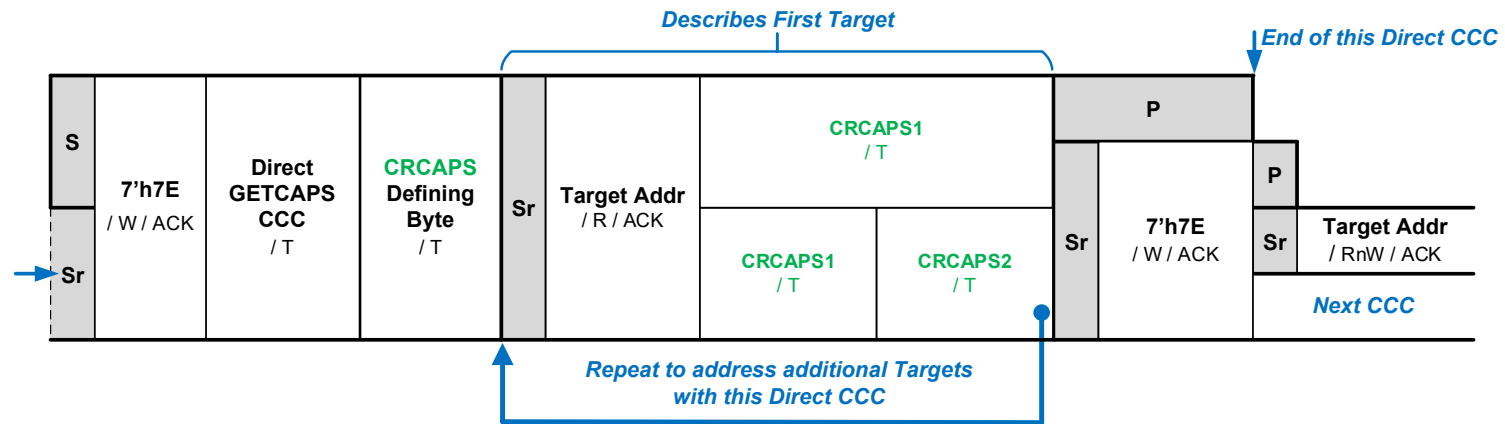 Describes First Target
End of this Direct CCC
S
Sr
7'h7E
/ W / ACK
Direct
GETCAPS
CCC
/ T
CRCAPS
Defining
Byte
/ T
Sr
Target Addr
/ R / ACK
CRCAPS1
/ T
CRCAPS1
/ T
CRCAPS2
/ T
P
Sr
7'h7E
/ W / ACK
P
Sr
Target Addr
/ RnW / ACK
Next CCC
Repeat to address additional Targets
with this Direct CCC